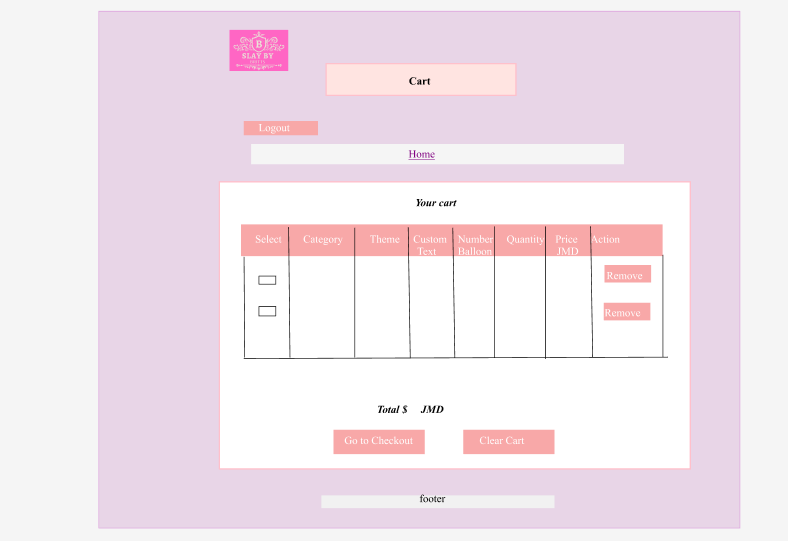 B
SLAY BY
Cart
Logout
Home
Your cart
Select Category Theme Custom Text Number Balloon Quantity Price JMD Action
Remove
Remove
Total $ JMD
Go to Checkout Clear Cart
footer